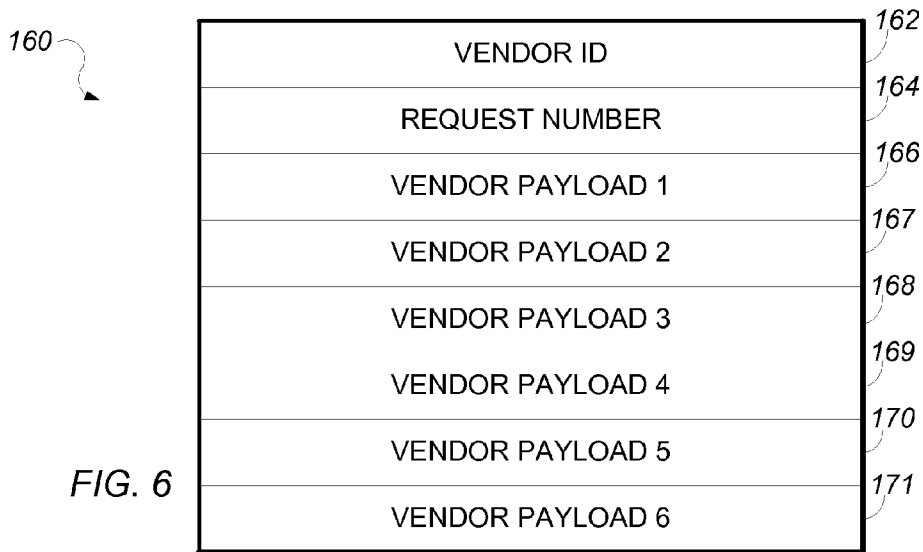 160
VENDOR ID 162
REQUEST NUMBER 164
VENDOR PAYLOAD 1 166
VENDOR PAYLOAD 2 167
VENDOR PAYLOAD 3 168
VENDOR PAYLOAD 4 169
VENDOR PAYLOAD 5 170
VENDOR PAYLOAD 6 171
FIG. 6